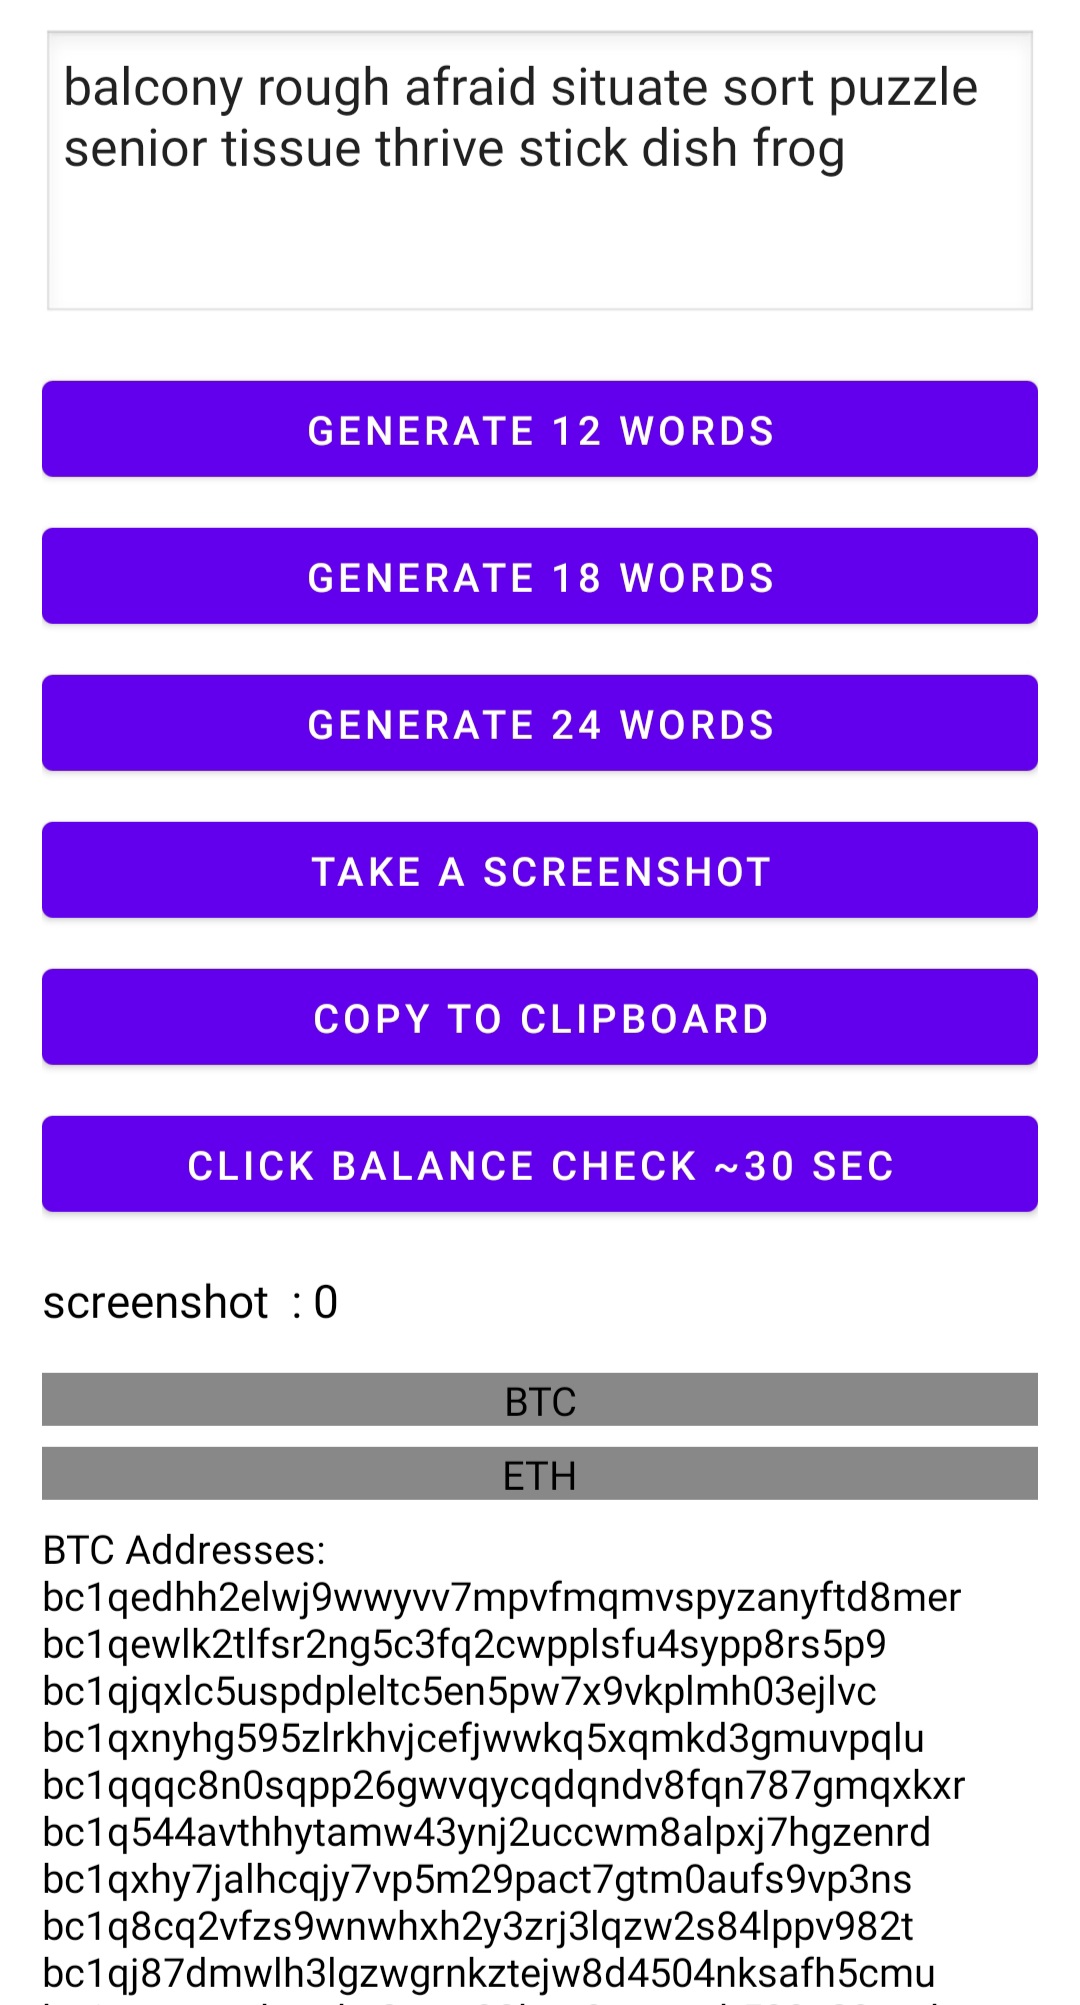 balcony rough afraid situate sort puzzle
senior tissue thrive stick dish frog
GENERATE 12 WORDS
GENERATE 18 WORDS
GENERATE 24 WORDS
TAKE A SCREENSHOT
COPY TO CLIPBOARD
CLICK BALANCE CHECK ~30 SEC
screenshot  : 0
BTC
ETH
BTC Addresses:
bc1qedhh2elwj9wwyvv7mpvfmqmvspyzanyftd8mer
bc1qewlk2tlfsr2ng5c3fq2cwpplsfu4sypp8rs5p9
bc1qjqxlc5uspdpleltc5en5pw7x9vkplmh03ejlvc
bc1qxnyhg595zlrkhvjcefjwwkq5xqmkd3gmuvpqlu
bc1qqqc8n0sqpp26gwvqycqdqndv8fqn787gmqxkxr
bc1q544avthhytamw43ynj2uccwm8alpxj7hgzenrd
bc1qxhy7jalhcqjy7vp5m29pact7gtm0aufs9vp3ns
bc1q8cq2vfzs9wnwhxh2y3zrj3lqzw2s84lppv982t
bc1qj87dmwlh3lgzwgrnkztejw8d4504nksafh5cmu